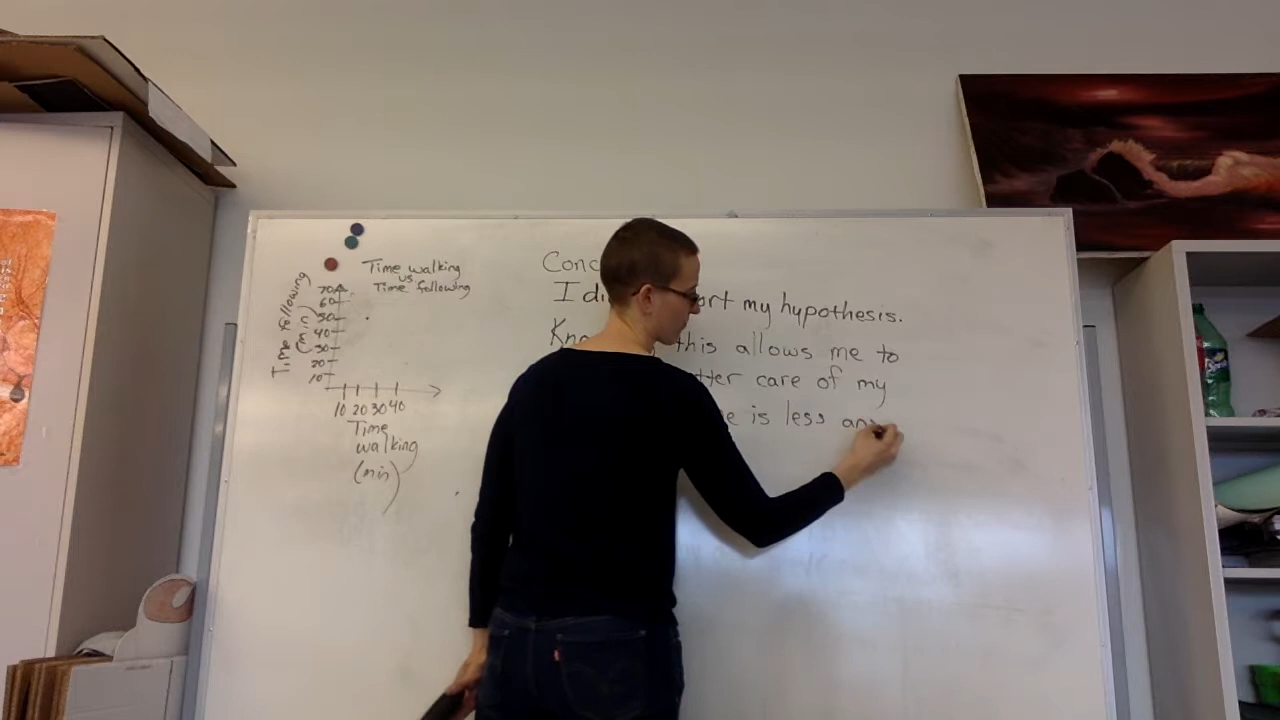 Time walking
vs
Time following
Time following
(min)
70
60
50
40
30
20
10
10 20 30 40
Time
walking
(min)
Conc
I di ort my hypothesis.
Kno this allows me to
tter care of my
e is less an